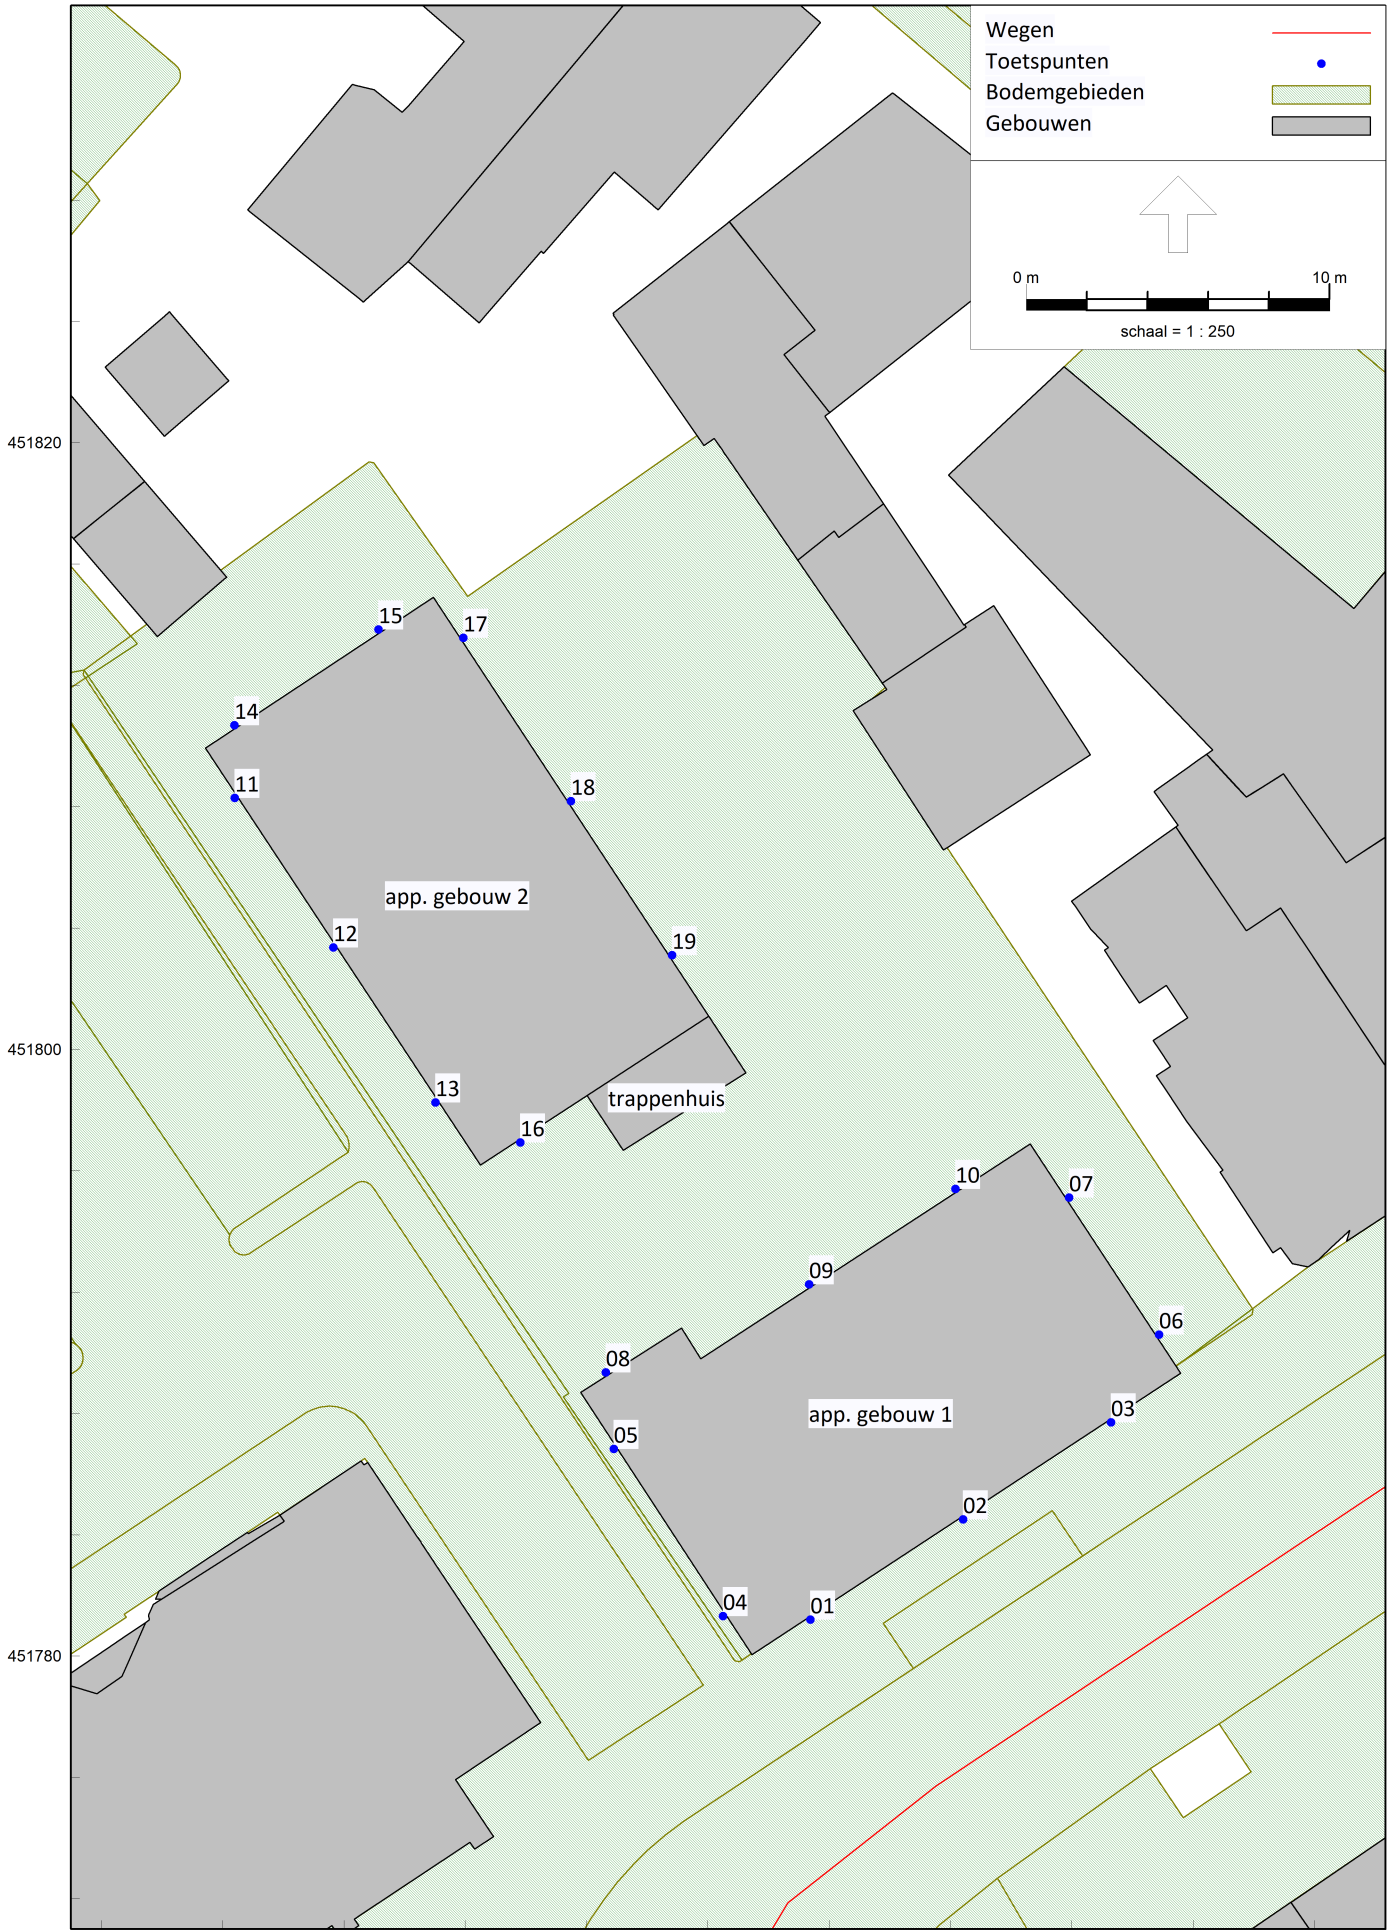 Wegen
Toetspunten
Bodemgebieden
Gebouwen
0 m 10 m
schaal = 1 : 250
451820
15
17
14
11
18
app. gebouw 2
12
19
451800
13
trappenhuis
16
10
07
09
06
08
app. gebouw 1
03
05
02
04
01
451780